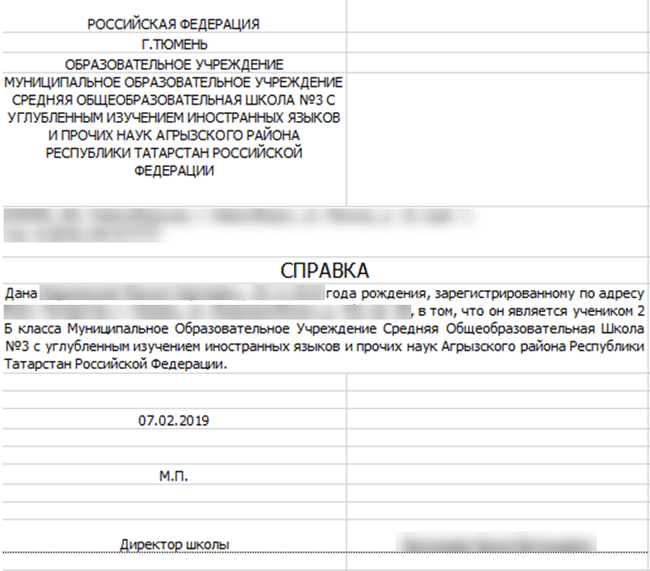 РОССИЙСКАЯ ФЕДЕРАЦИЯ
Г.ТЮМЕНЬ
ОБРАЗОВАТЕЛЬНОЕ УЧРЕЖДЕНИЕ
МУНИЦИПАЛЬНОЕ ОБРАЗОВАТЕЛЬНОЕ УЧРЕЖДЕНИЕ
СРЕДНЯЯ ОБЩЕОБРАЗОВАТЕЛЬНАЯ ШКОЛА №3 С
УГЛУБЛЕННЫМ ИЗУЧЕНИЕМ ИНОСТРАННЫХ ЯЗЫКОВ
И ПРОЧИХ НАУК АГРЫЗСКОГО РАЙОНА
РЕСПУБЛИКИ ТАТАРСТАН РОССИЙСКОЙ
ФЕДЕРАЦИИ
СПРАВКА
Дана года рождения, зарегистрированному по адресу
, в том, что он является учеником 2
Б класса Муниципальное Образовательное Учреждение Средняя Общеобразовательная Школа
№3 с углубленным изучением иностранных языков и прочих наук Агрызского района Республики
Татарстан Российской Федерации.
07.02.2019
М.П.
Директор школы